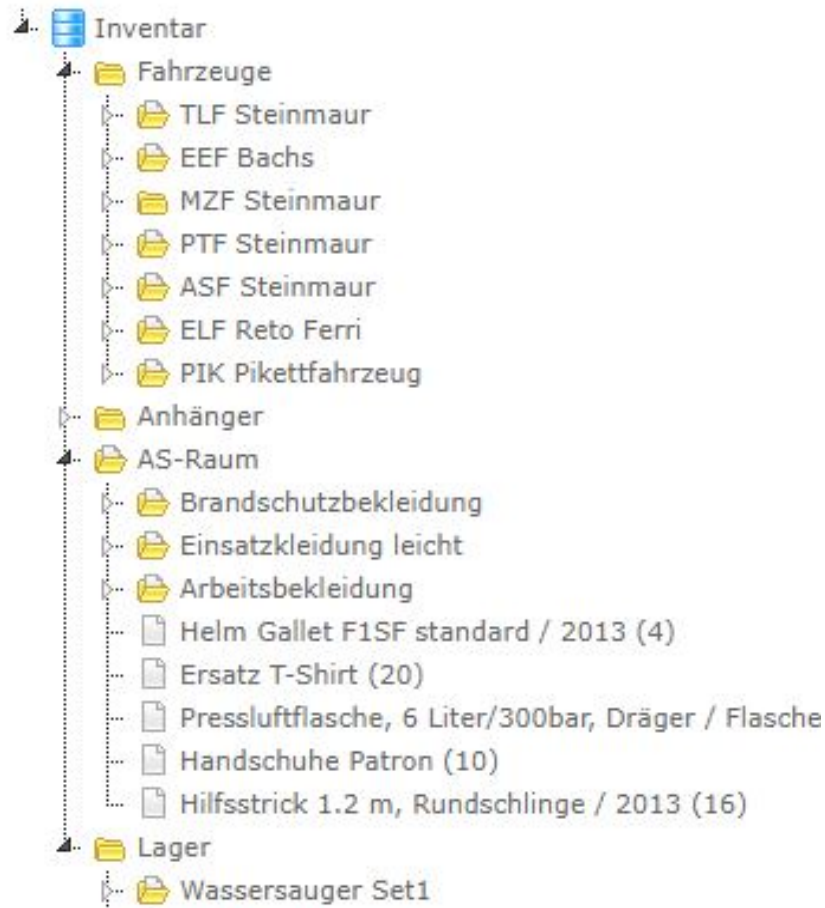 Inventar
Fahrzeuge
TLF Steinmaur
EEF Bachs
MZF Steinmaur
PTF Steinmaur
ASF Steinmaur
ELF Reto Ferri
PIK Pikettfahrzeug
Anhänger
AS-Raum
Brandschutzbekleidung
Einsatzkleidung leicht
Arbeitsbekleidung
Helm Gallet F1SF standard / 2013 (4)
Ersatz T-Shirt (20)
Pressluftflasche, 6 Liter/300bar, Dräger / Flasche
Handschuhe Patron (10)
Hilfsstrick 1.2 m, Rundschlinge / 2013 (16)
Lager
Wassersauger Set1